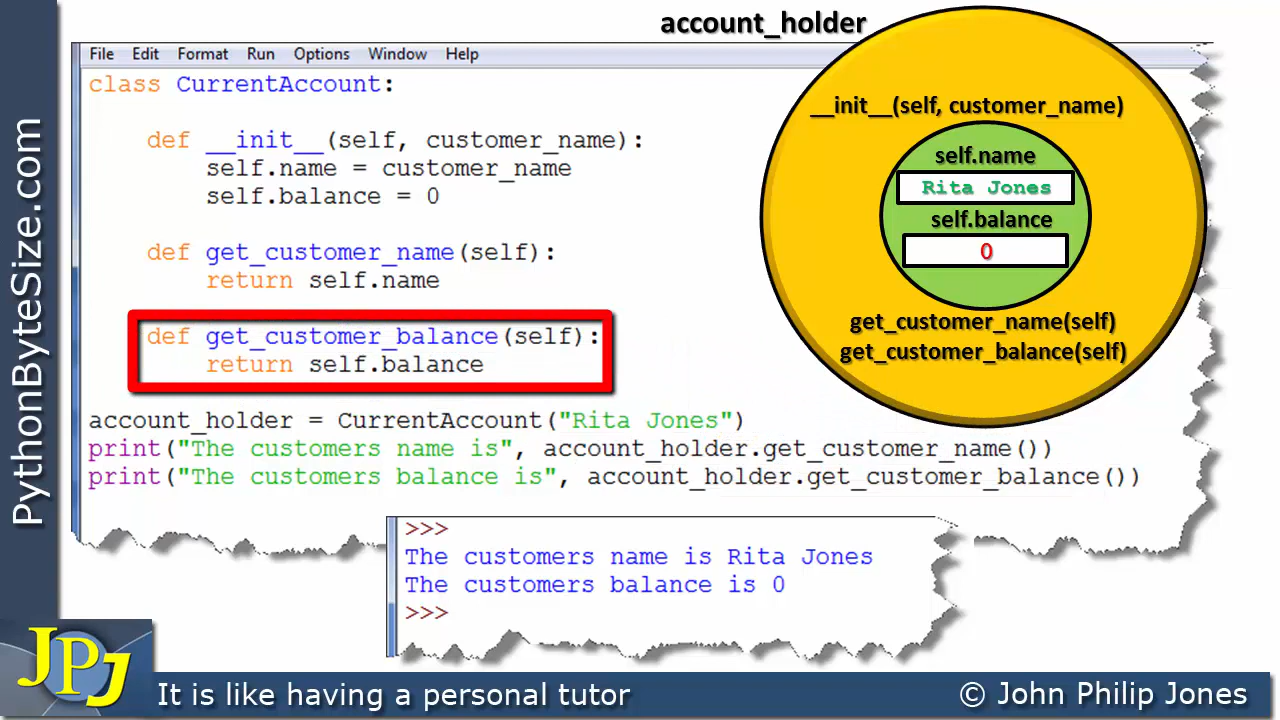 account_holder
File Edit Format Run Options Window Help
class CurrentAccount:
def __init__(self, customer_name):
self.name = customer_name
self.balance = 0
def get_customer_name(self):
return self.name
def get_customer_balance(self):
return self.balance
account_holder = CurrentAccount("Rita Jones")
print("The customers name is", account_holder.get_customer_name())
print("The customers balance is", account_holder.get_customer_balance())
__init__(self, customer_name)
self.name
Rita Jones
self.balance
0
get_customer_name(self)
get_customer_balance(self)
>>>
The customers name is Rita Jones
The customers balance is 0
>>>
PythonByteSize.com
JPJ
It is like having a personal tutor
© John Philip Jones